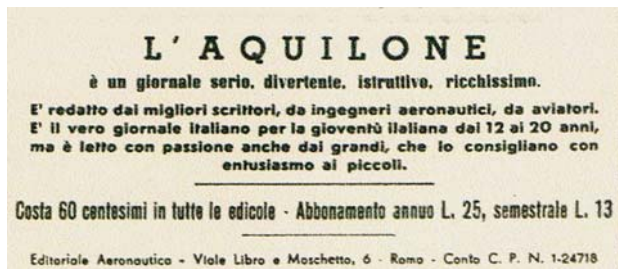 L'AQUILONE
è un giornale serio, divertente, istruttivo, ricchissimo.
E' redatto dai migliori scrittori, da ingegneri aeronautici, da aviatori.
E' il vero giornale italiano per la gioventù italiana dai 12 ai 20 anni,
ma è letto con passione anche dai grandi, che lo consigliano con
entusiasmo ai piccoli.
Costa 60 centesimi in tutte le edicole - Abbonamento annuo L. 25, semestrale L. 13
Editoriale Aeronautica - Viale Libro e Moschetto, 6 - Roma - Conto C. P. N. 1-24718